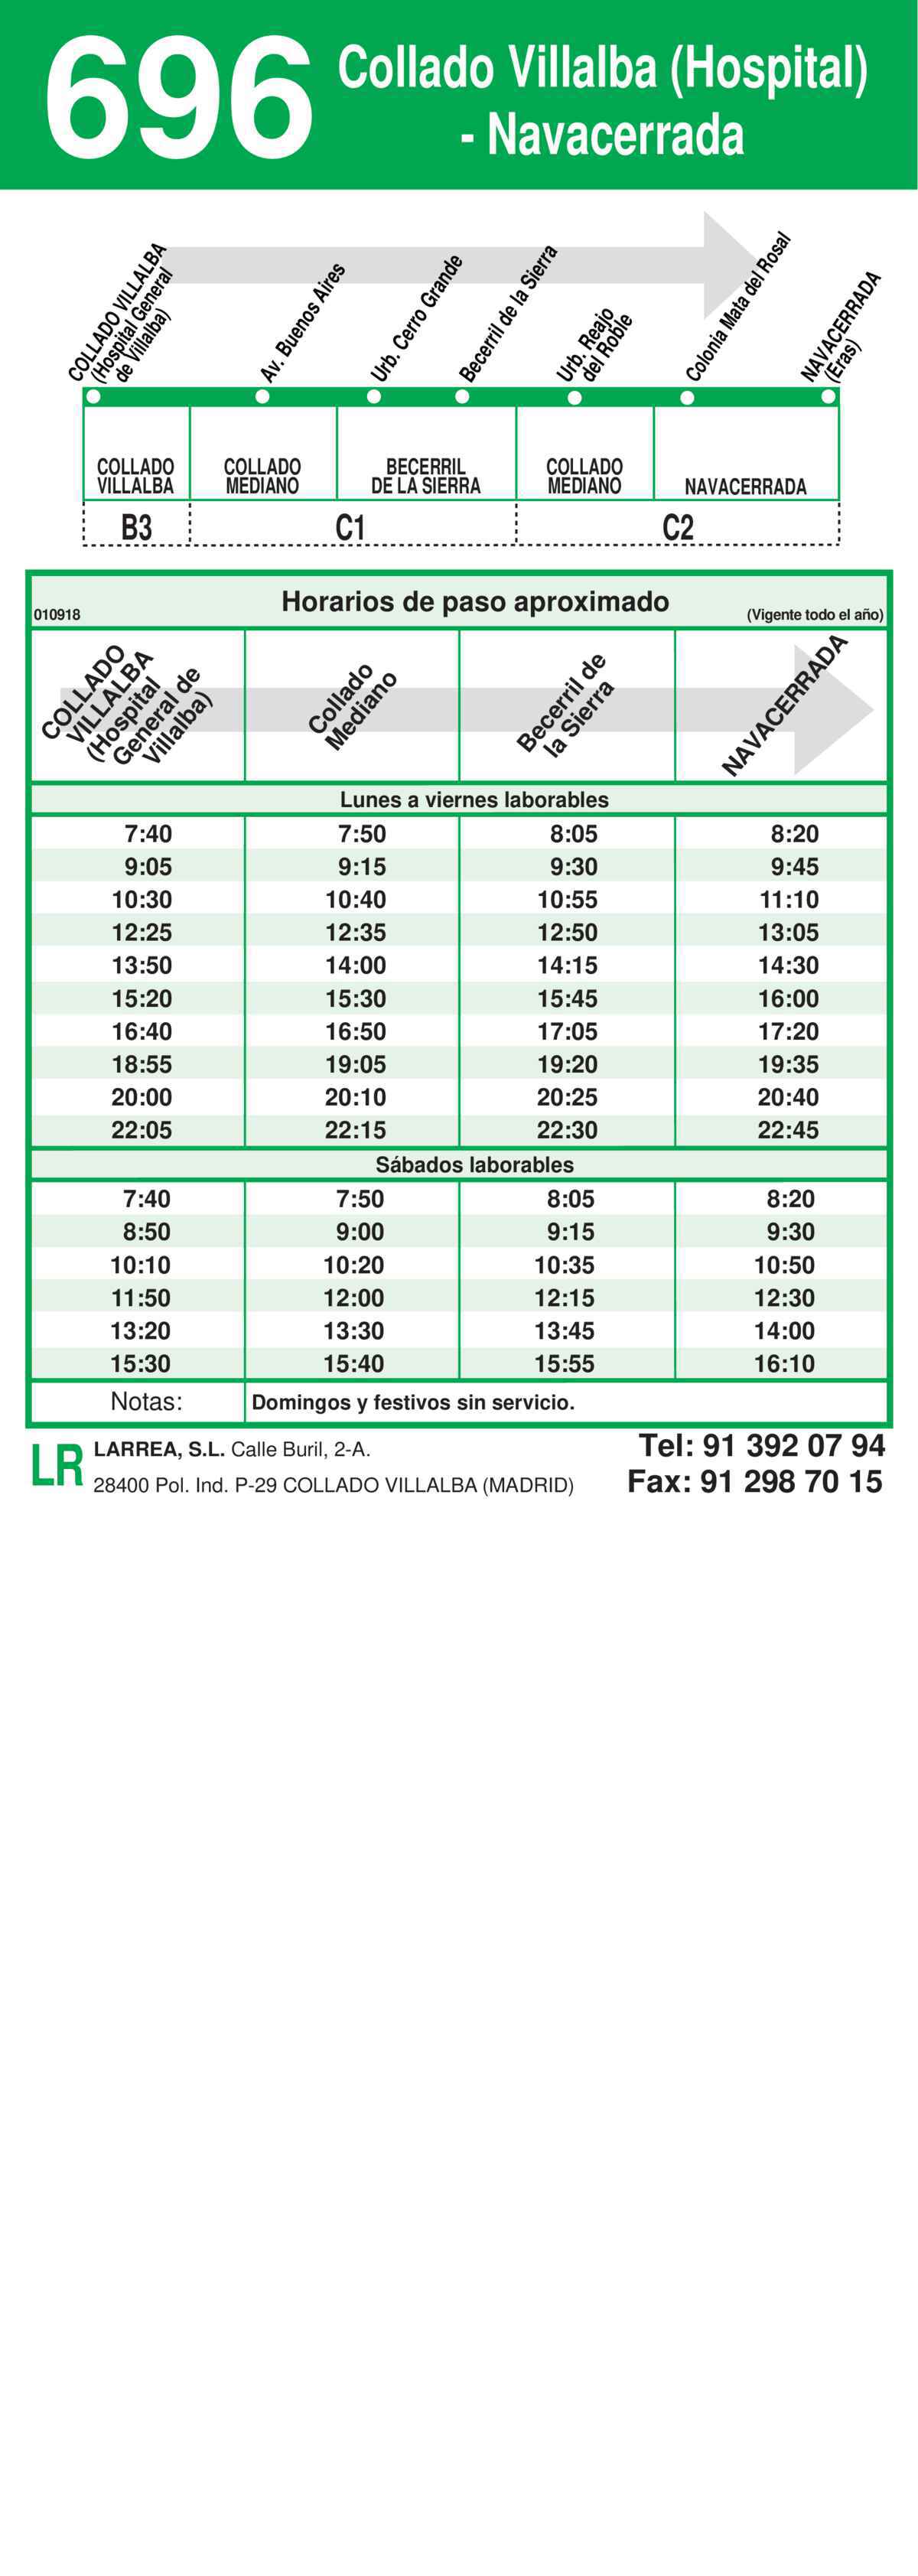 696
Collado Villalba (Hospital)
- Navacerrada
COLLADO VILLALBA
(Hospital General
de Villalba)
Av. Buenos Aires
Urb. Cerro Grande
Becerril de la Sierra
Urb. Reajo
del Roble
Colonia Mata del Rosal
NAVACERRADA
(Eras)
COLLADO
VILLALBA
COLLADO
MEDIANO
BECERRIL
DE LA SIERRA
COLLADO
MEDIANO
NAVACERRADA
B3 C1 C2
010918 Horarios de paso aproximado (Vigente todo el año)
COLLADO
VILLALBA
(Hospital
General de
Villalba)
Collado
Mediano
Becerril de
la Sierra
NAVACERRADA
Lunes a viernes laborables
7:40 7:50 8:05 8:20
9:05 9:15 9:30 9:45
10:30 10:40 10:55 11:10
12:25 12:35 12:50 13:05
13:50 14:00 14:15 14:30
15:20 15:30 15:45 16:00
16:40 16:50 17:05 17:20
18:55 19:05 19:20 19:35
20:00 20:10 20:25 20:40
22:05 22:15 22:30 22:45
Sábados laborables
7:40 7:50 8:05 8:20
8:50 9:00 9:15 9:30
10:10 10:20 10:35 10:50
11:50 12:00 12:15 12:30
13:20 13:30 13:45 14:00
15:30 15:40 15:55 16:10
Notas: Domingos y festivos sin servicio.
LR
LARREA, S.L. Calle Buril, 2-A.
28400 Pol. Ind. P-29 COLLADO VILLALBA (MADRID)
Tel: 91 392 07 94
Fax: 91 298 70 15